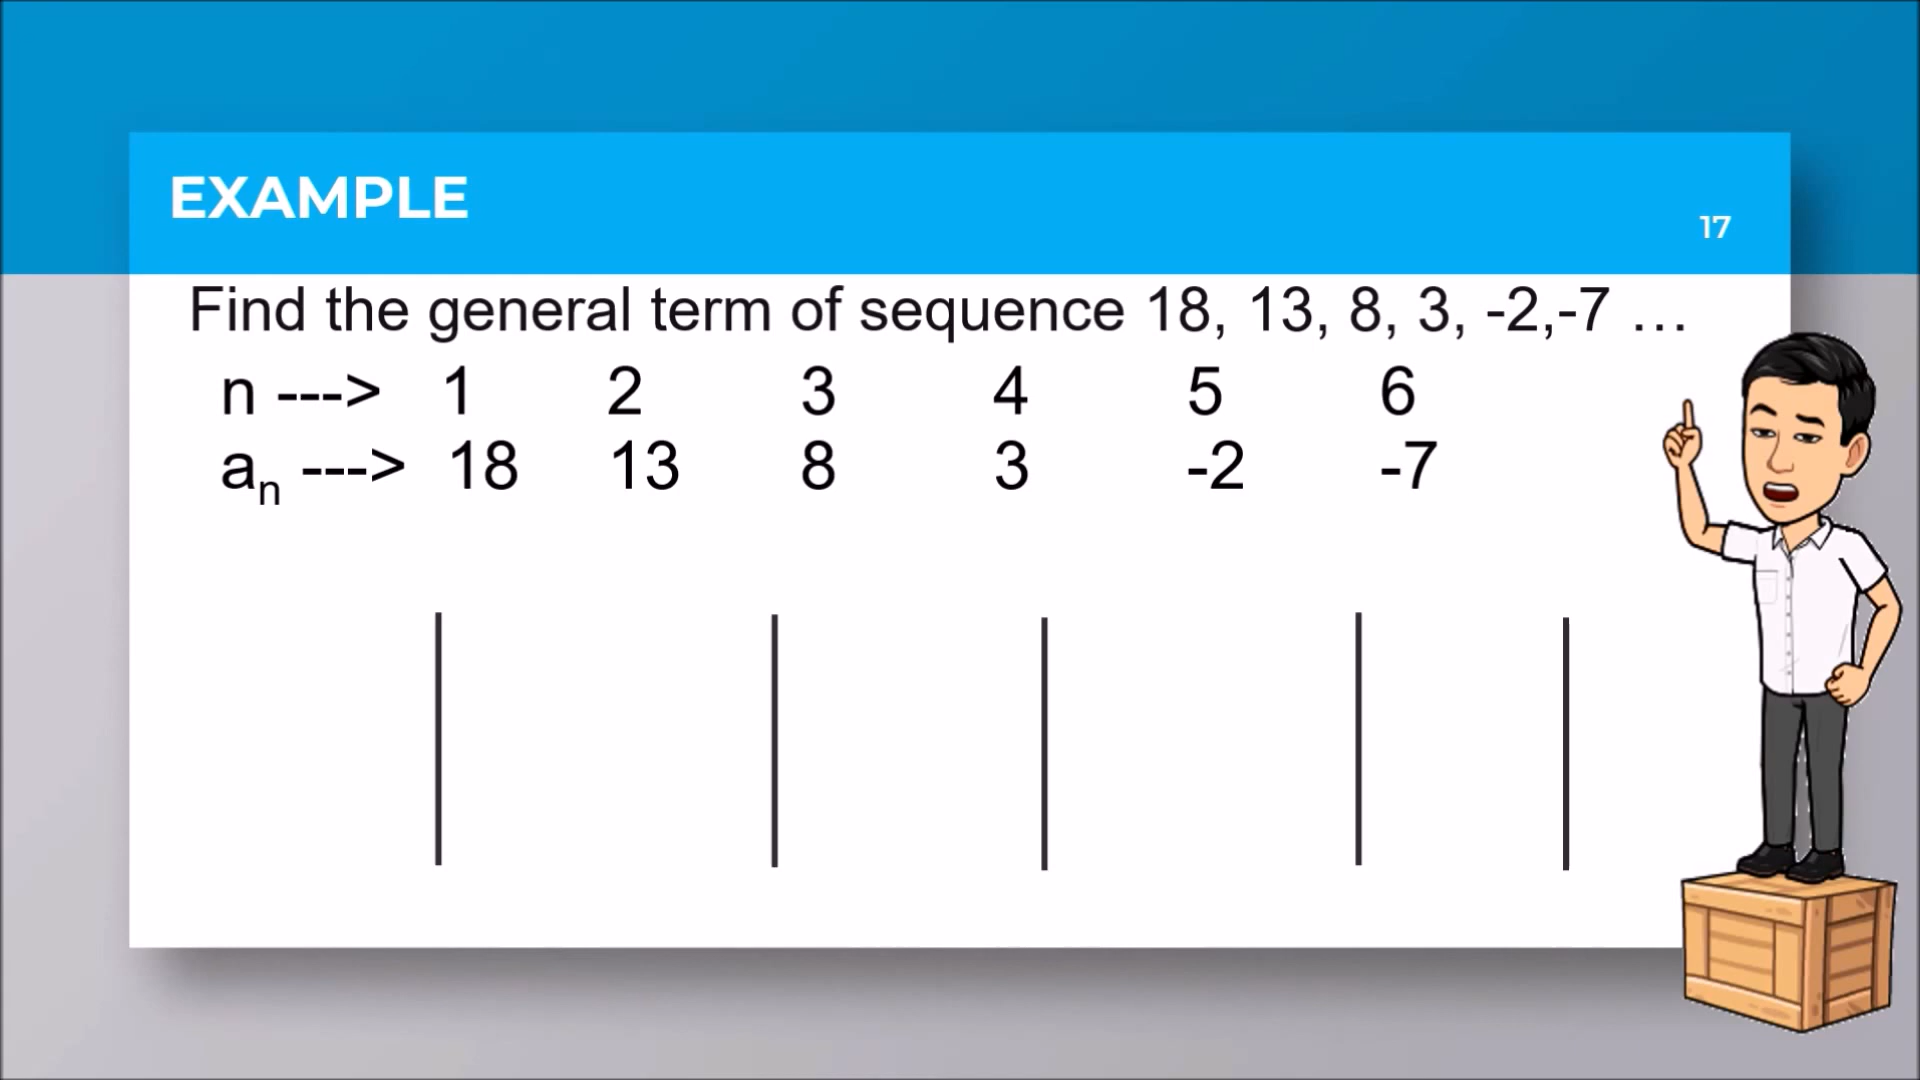 EXAMPLE
17
Find the general term of sequence 18, 13, 8, 3, -2,-7 …
n ---> 1 2 3 4 5 6
an ---> 18 13 8 3 -2 -7